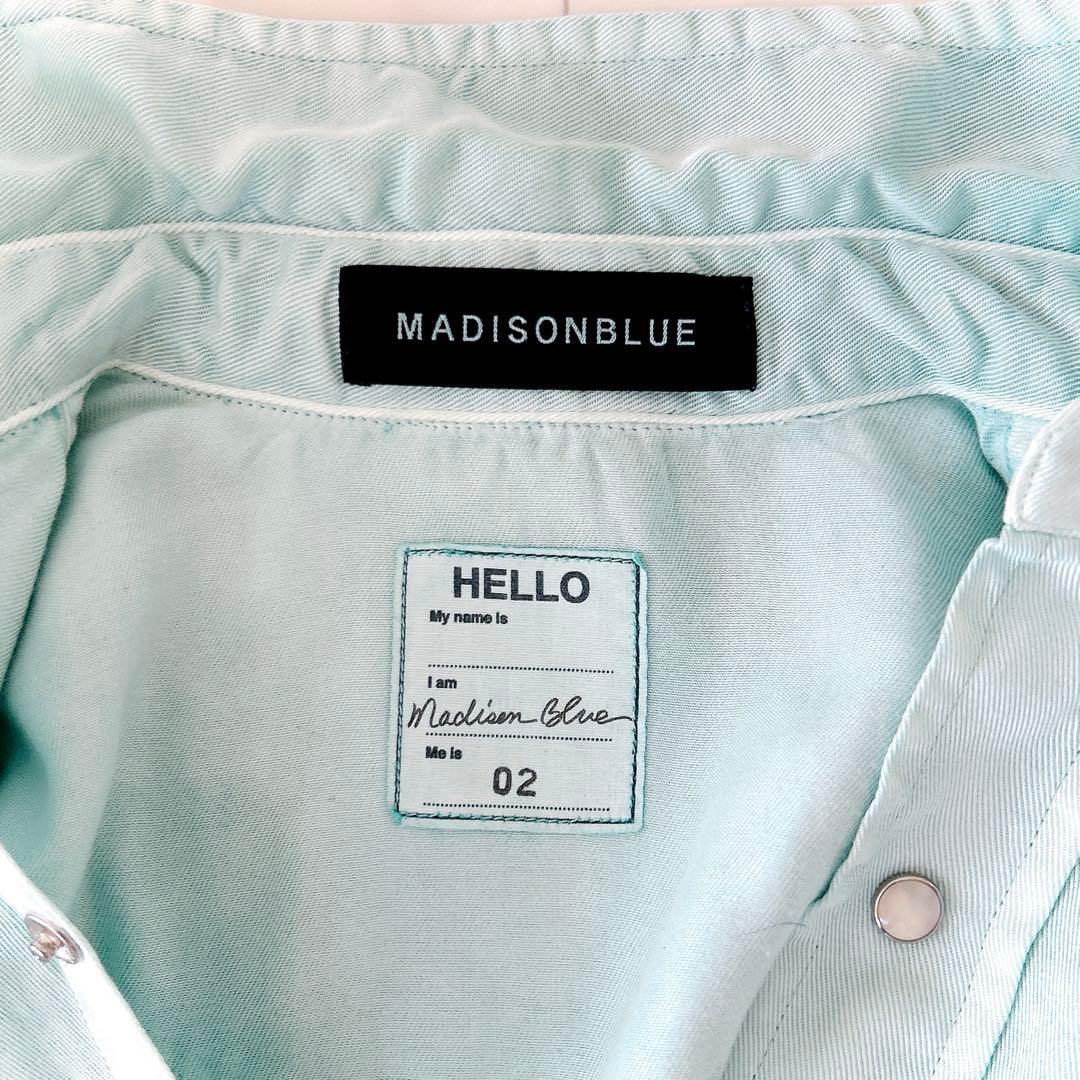 MADISONBLUE
HELLO
My name is
I am
Madison Blue
Me is
02